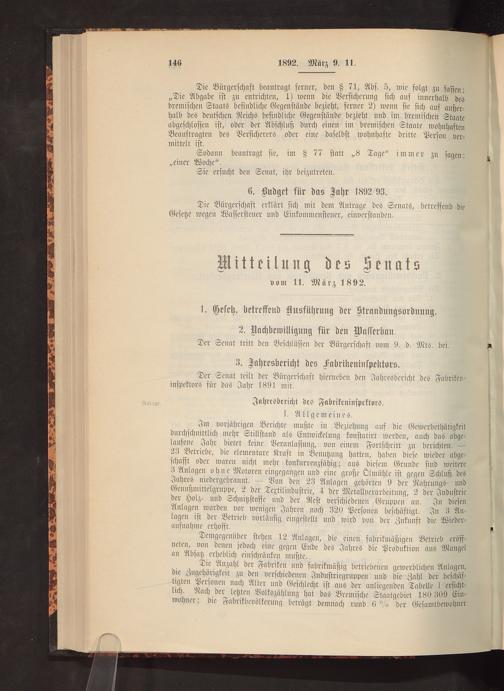 146
1892. März 9. 11.
Die Bürgerschaft beantragt ferner, den § 71, Abs. 5, wie folgt zu fassen:
„Die Abgabe ist zu entrichten, 1) wenn die Versicherung sich auf innerhalb des
bremischen Staats befindliche Gegenstände bezieht, ferner 2) wenn sie sich auf außer-
halb des deutschen Reichs befindliche Gegenstände bezieht und im bremischen Staate
abgeschlossen ist, oder der Abschluß durch einen im bremischen Staate wohnhaften
Beauftragten des Versicherers oder eine daselbst wohnhafte dritte Person ver-
mittelt ist.
Sodann beantragt sie, im § 77 statt „8 Tage“ immer zu sagen:
„einer Woche“.
Sie ersucht den Senat, ihr beizutreten.
6. Budget für das Jahr 1892/93.
Die Bürgerschaft erklärt sich mit dem Antrage des Senats, betreffend die
Gesetze wegen Wassersteuer und Einkommensteuer, einverstanden.
Mitteilung des Senats
vom 11. März 1892.
1. Gesetz, betreffend Ausführung der Strandungsordnung.
2. Nachbewilligung für den Wasserbau.
Der Senat tritt den Beschlüssen der Bürgerschaft vom 9. d. Mts. bei.
3. Jahresbericht des Fabrikeninspektors.
Der Senat teilt der Bürgerschaft hierneben den Jahresbericht des Fabriken-
inspektors für das Jahr 1891 mit.
Anlage.
Jahresbericht des Fabrikeninspektors.
I. Allgemeines.
Im vorjährigen Berichte mußte in Beziehung auf die Gewerbethätigkeit
durchschnittlich mehr Stillstand als Entwickelung konstatirt werden, auch das abge-
laufene Jahr bietet keine Veranlassung, von einem Fortschritt zu berichten. —
23 Betriebe, die elementare Kraft in Benutzung hatten, haben diese wieder abge-
schafft oder waren nicht mehr konkurrenzfähig; aus diesem Grunde sind weitere
3 Anlagen ohne Motoren eingegangen und eine große Ölmühle ist gegen Schluß des
Jahres niedergebrannt. — Von den 23 Anlagen gehörten 9 der Nahrungs- und
Genußmittelgruppe, 2 der Textilindustrie, 4 der Metallverarbeitung, 2 der Industrie
der Holz- und Schnitzstoffe und der Rest verschiedenen Gruppen an. In diesen
Anlagen wurden vor wenigen Jahren noch 320 Personen beschäftigt. In 3 An-
lagen ist der Betrieb vorläufig eingestellt und wird von der Zukunft die Wieder-
aufnahme erhofft.
Demgegenüber stehen 12 Anlagen, die einen fabrikmäßigen Betrieb eröff-
neten, von denen jedoch eine gegen Ende des Jahres die Produktion aus Mangel
an Absatz erheblich einschränken mußte.
Die Anzahl der Fabriken und fabrikmäßig betriebenen gewerblichen Anlagen,
die Zugehörigkeit zu den verschiedenen Industriegruppen und die Zahl der beschäf-
tigten Personen nach Alter und Geschlecht ist aus der anliegenden Tabelle I ersicht-
lich. Nach der letzten Volkszählung hat das Bremische Staatgebiet 180 309 Ein-
wohner; die Fabrikbevölkerung beträgt demnach rund 6 % der Gesamtbewohner